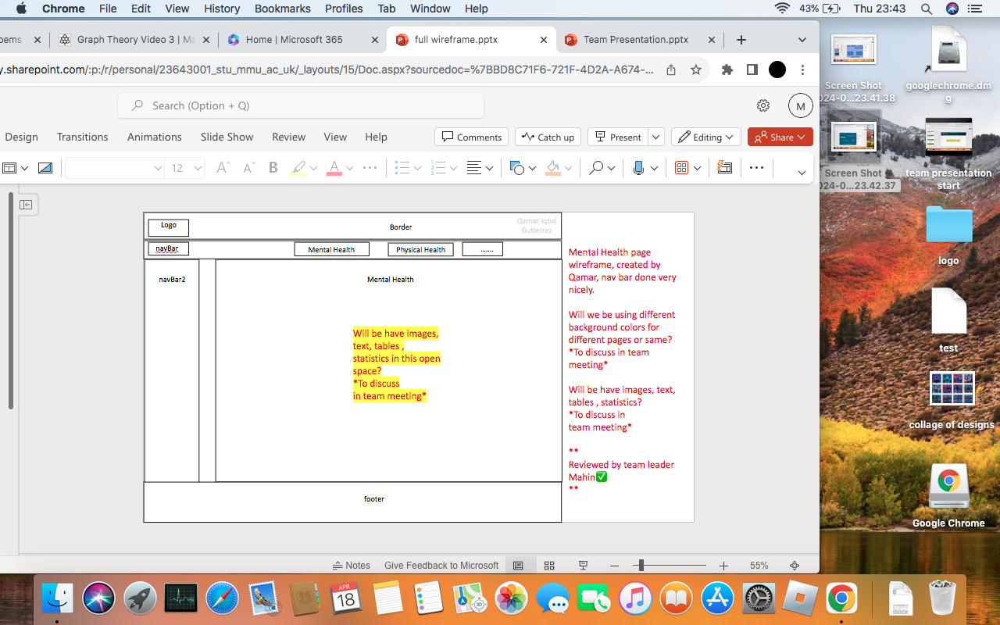 Chrome File Edit View History Bookmarks Profiles Tab Window Help 43% Thu 23:43
oems Graph Theory Video 3 | Ma Home | Microsoft 365 full wireframe.pptx Team Presentation.pptx
y.sharepoint.com/:p:/r/personal/23643001_stu_mmu_ac_uk/_layouts/15/Doc.aspx?sourcedoc=%7BBD8C71F6-721F-4D2A-A674-...
Search (Option + Q) M
Design Transitions Animations Slide Show Review View Help Comments Catch up Present Editing Share
12 A A B A
Logo
Border
Qamar Iqbal
Gutierrez
navBar
Mental Health
Physical Health
.......
navBar2
Mental Health
Will be have images,
text, tables ,
statistics in this open
space?
*To discuss
in team meeting*
footer
Mental Health page
wireframe, created by
Qamar, nav bar done very
nicely.
Will we be using different
background colors for
different pages or same?
*To discuss in team
meeting*
Will be have images, text,
tables , statistics?
*To discuss in
team meeting*
**
Reviewed by team leader
Mahin✅
**
Notes Give Feedback to Microsoft 55%
Screen Shot
024-0...23.41.38
googlechrome.dm
g
Screen Shot
024-0...23.42.37
team presentation
start
logo
test
collage of designs
Google Chrome
APR
18
3D
DOCX